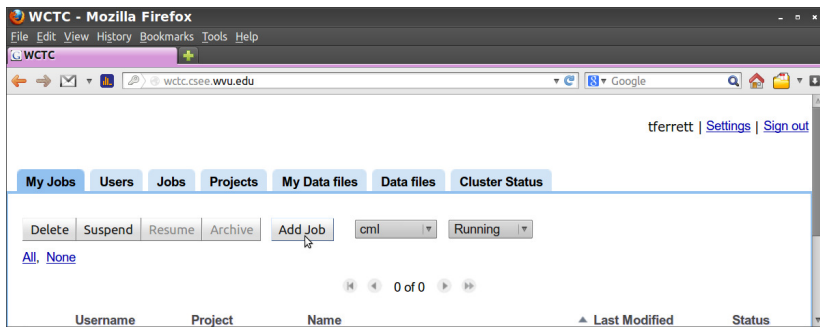 WCTC - Mozilla Firefox
File Edit View History Bookmarks Tools Help
WCTC
wctc.csee.wvu.edu
Google
tferrett | Settings | Sign out
My Jobs Users Jobs Projects My Data files Data files Cluster Status
Delete Suspend Resume Archive Add Job cml Running
All, None
0 of 0
Username Project Name Last Modified Status